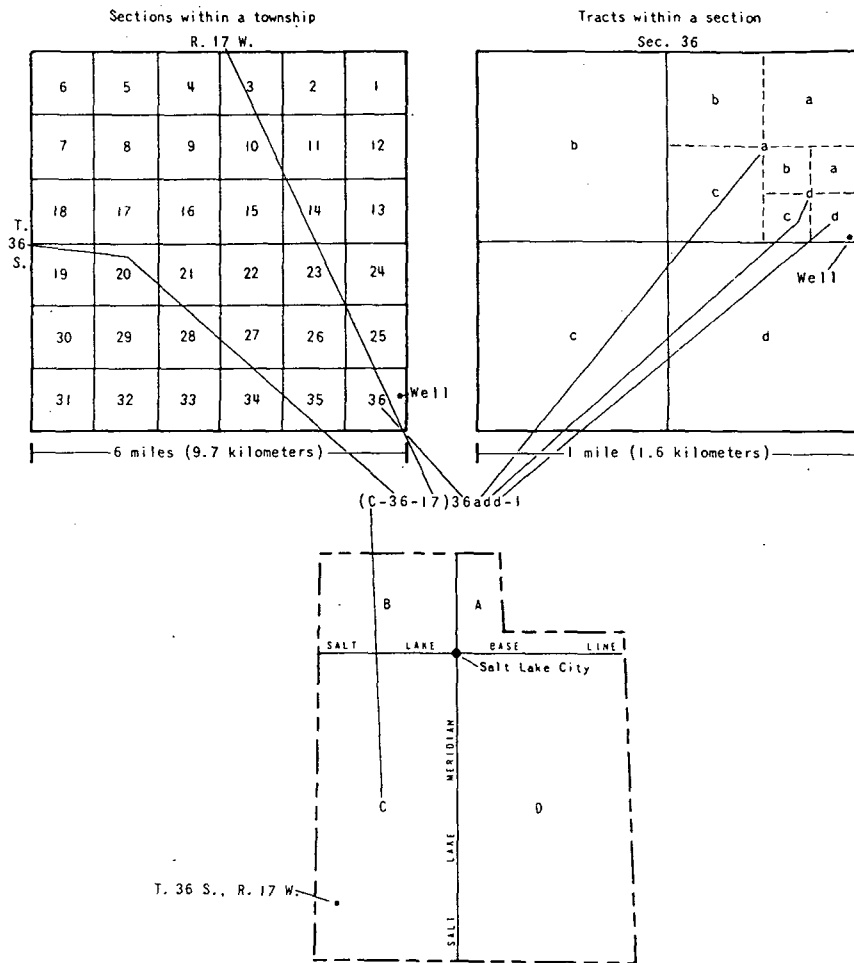 Sections within a township
R. 17 W.
6 5 4 3 2 1
7 8 9 10 11 12
18 17 16 15 14 13
T.
36
S.
19 20 21 22 23 24
30 29 28 27 26 25
31 32 33 34 35 36
Well
6 miles (9.7 kilometers)
Tracts within a section
Sec. 36
b a
b a
b a
c d
c d
Well
c d
1 mile (1.6 kilometers)
(C-36-17)36add-1
B A
SALT LAKE BASE LINE
Salt Lake City
SALT LAKE MERIDIAN
C D
T. 36 S., R. 17 W.